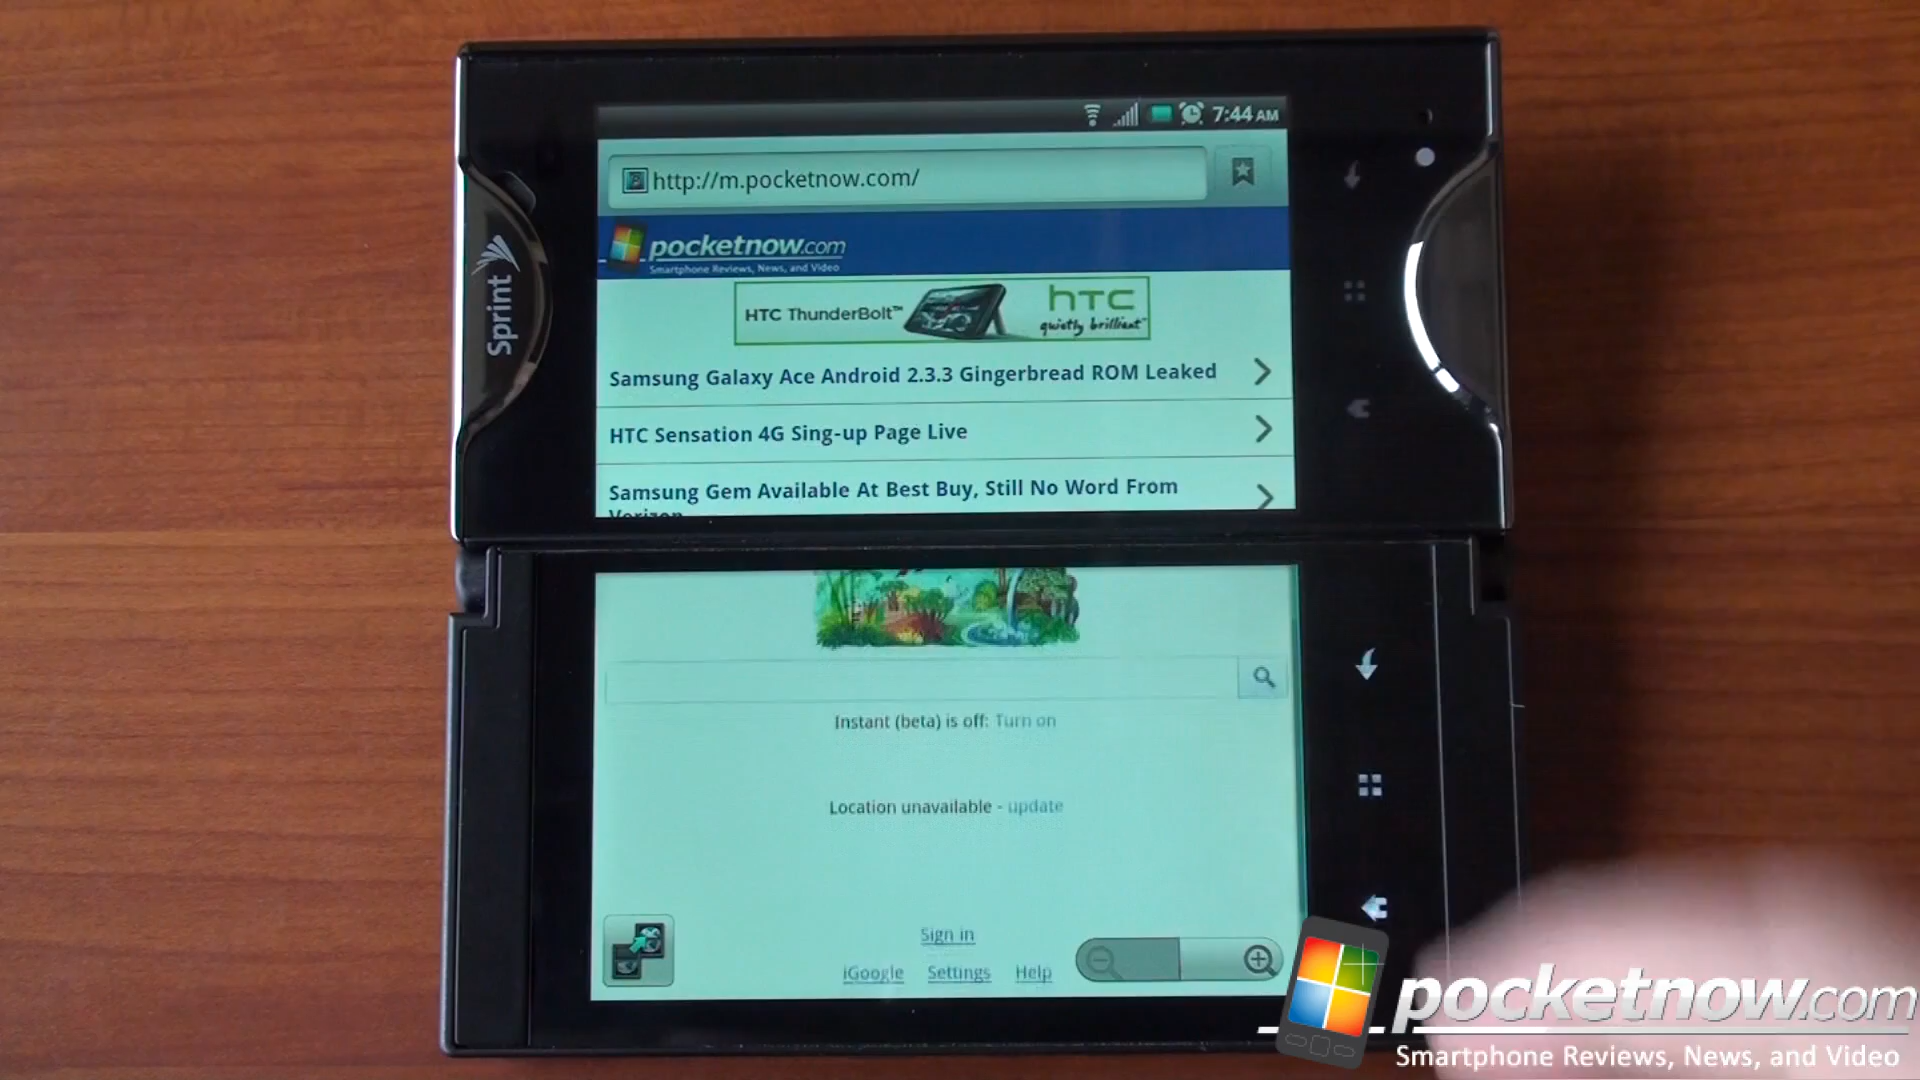 7:44 AM
http://m.pocketnow.com/
pocketnow.com
Smartphone Reviews, News, and Video
Sprint
HTC ThunderBolt™
hTC
quietly brilliant™
Samsung Galaxy Ace Android 2.3.3 Gingerbread ROM Leaked
HTC Sensation 4G Sing-up Page Live
Samsung Gem Available At Best Buy, Still No Word From
Verizon
Instant (beta) is off: Turn on
Location unavailable - update
Sign in
iGoogle Settings Help
pocketnow.com
Smartphone Reviews, News, and Video